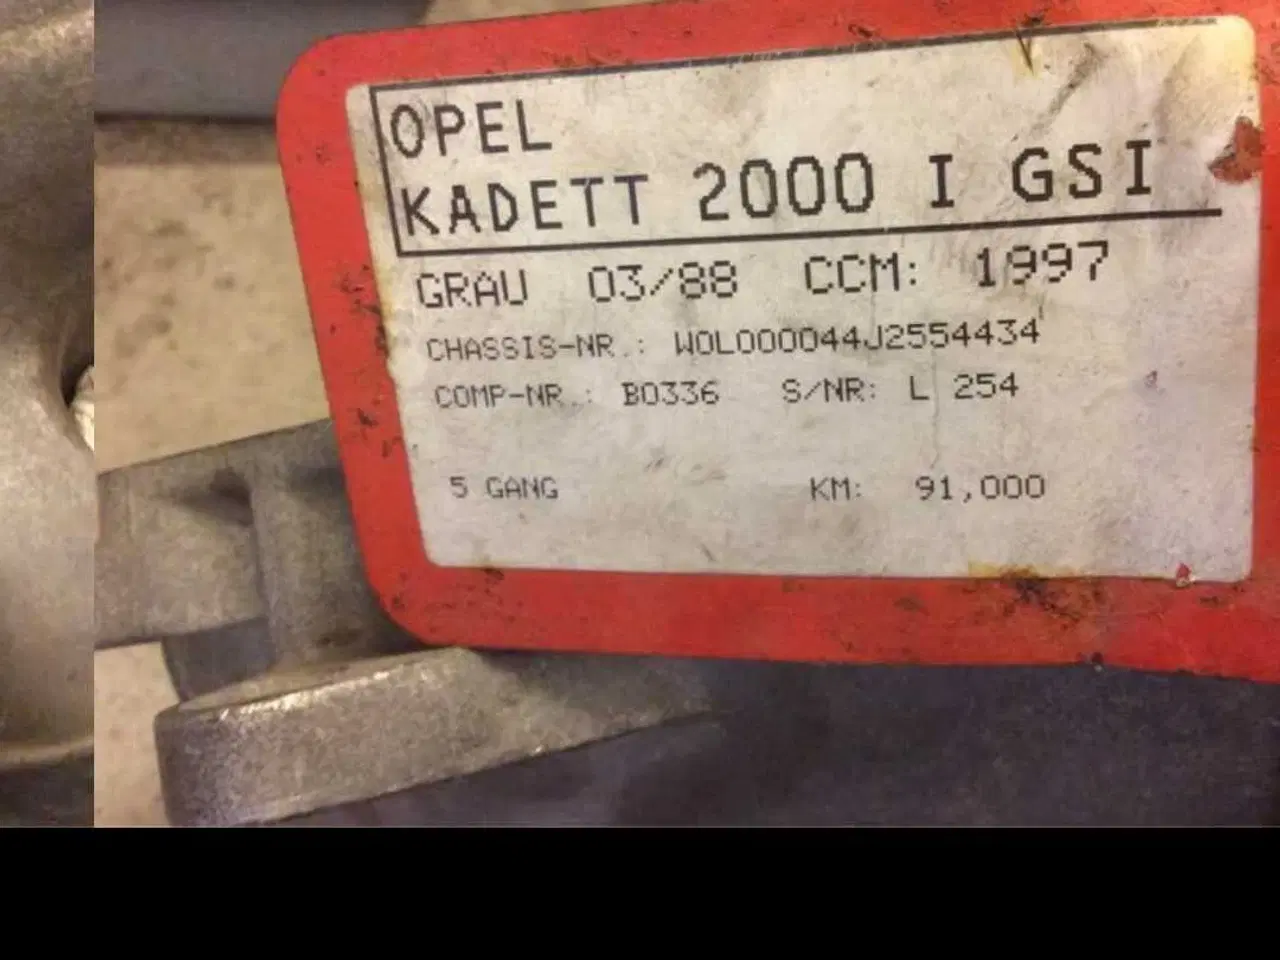 OPEL
KADETT 2000 I GSI
GRAU 03/88 CCM: 1997
CHASSIS-NR.: W0L000044J2554434
COMP-NR.: B0336 S/NR: L 254
5 GANG KM: 91,000